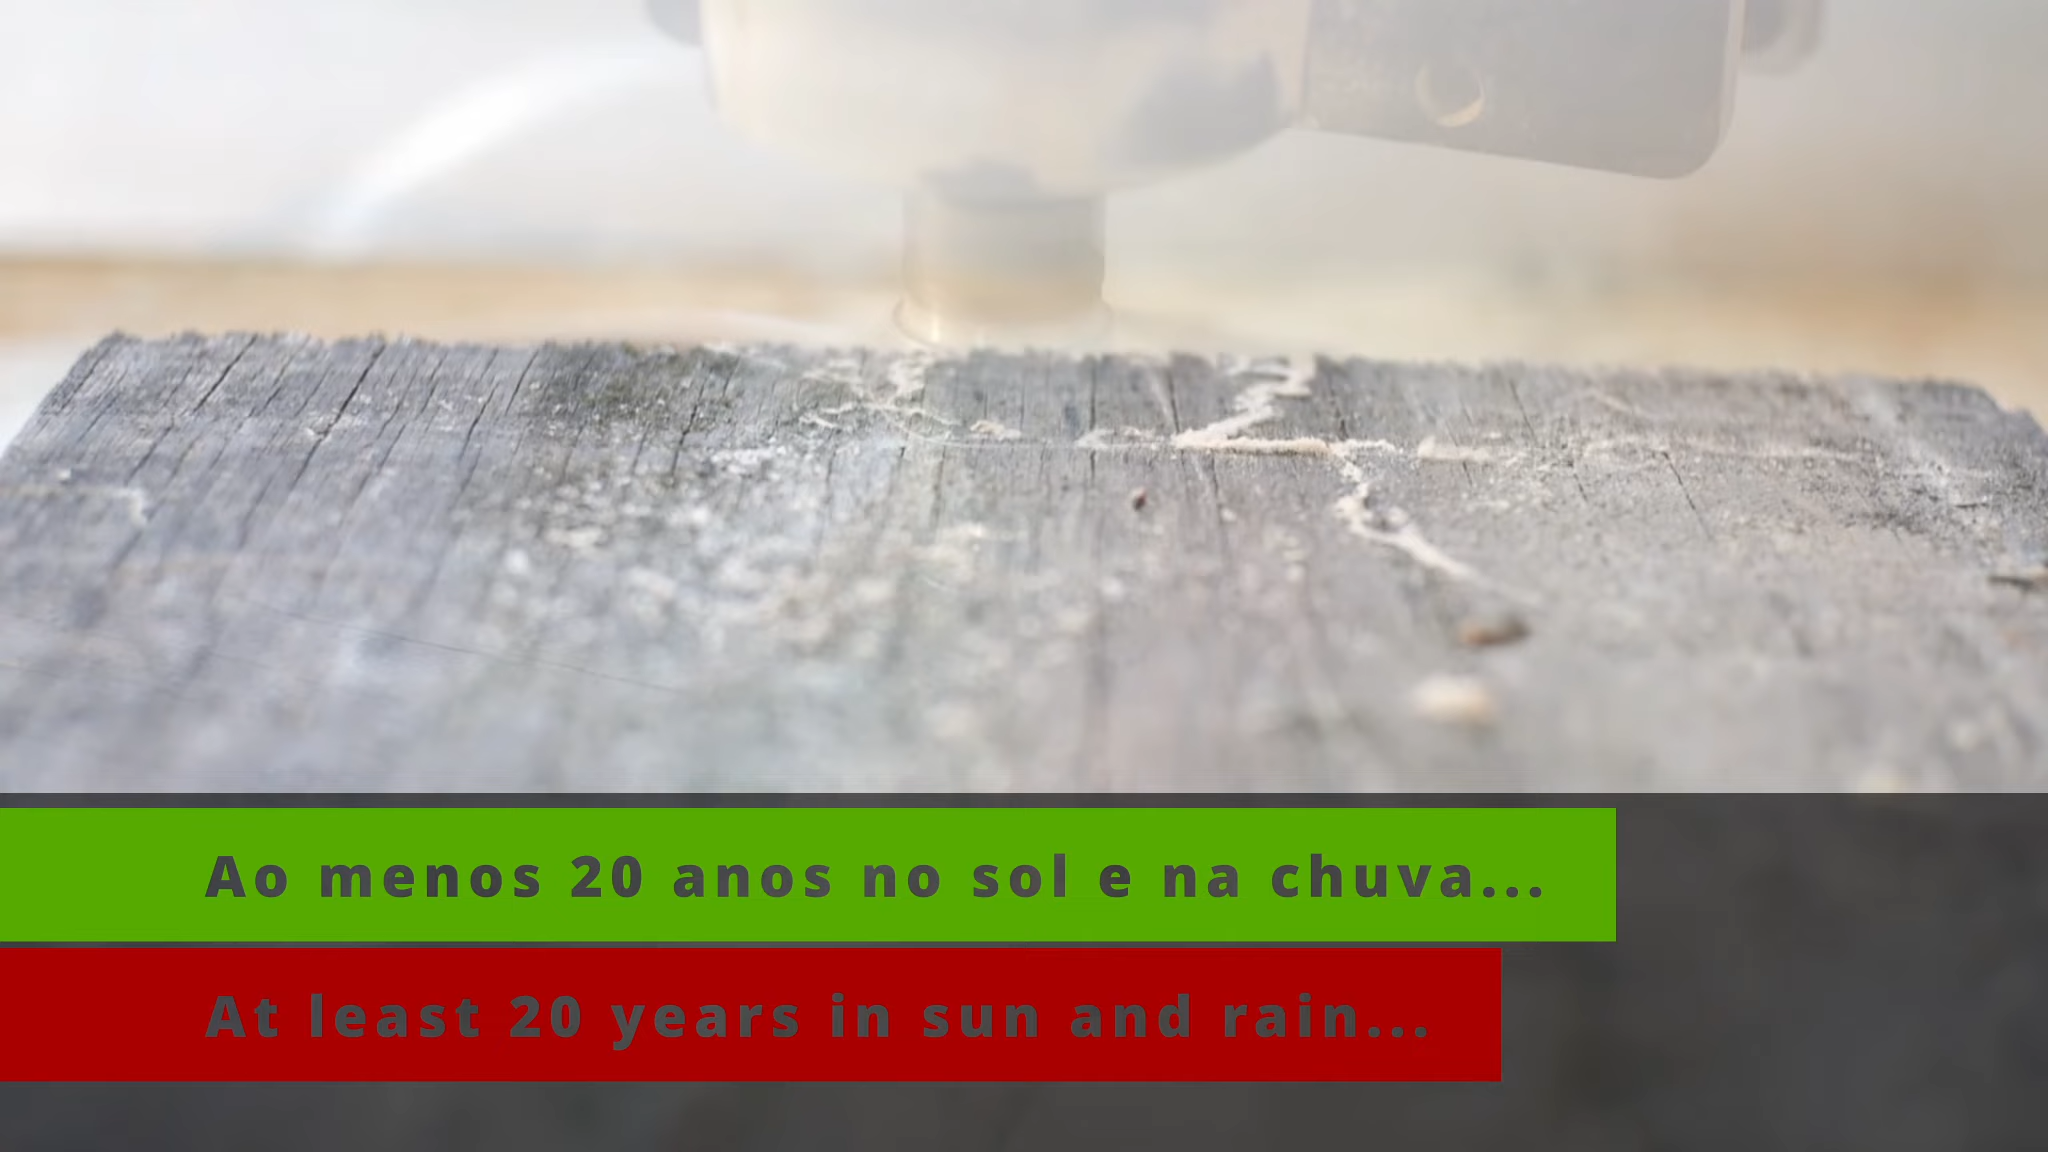 Ao menos 20 anos no sol e na chuva...
At least 20 years in sun and rain...